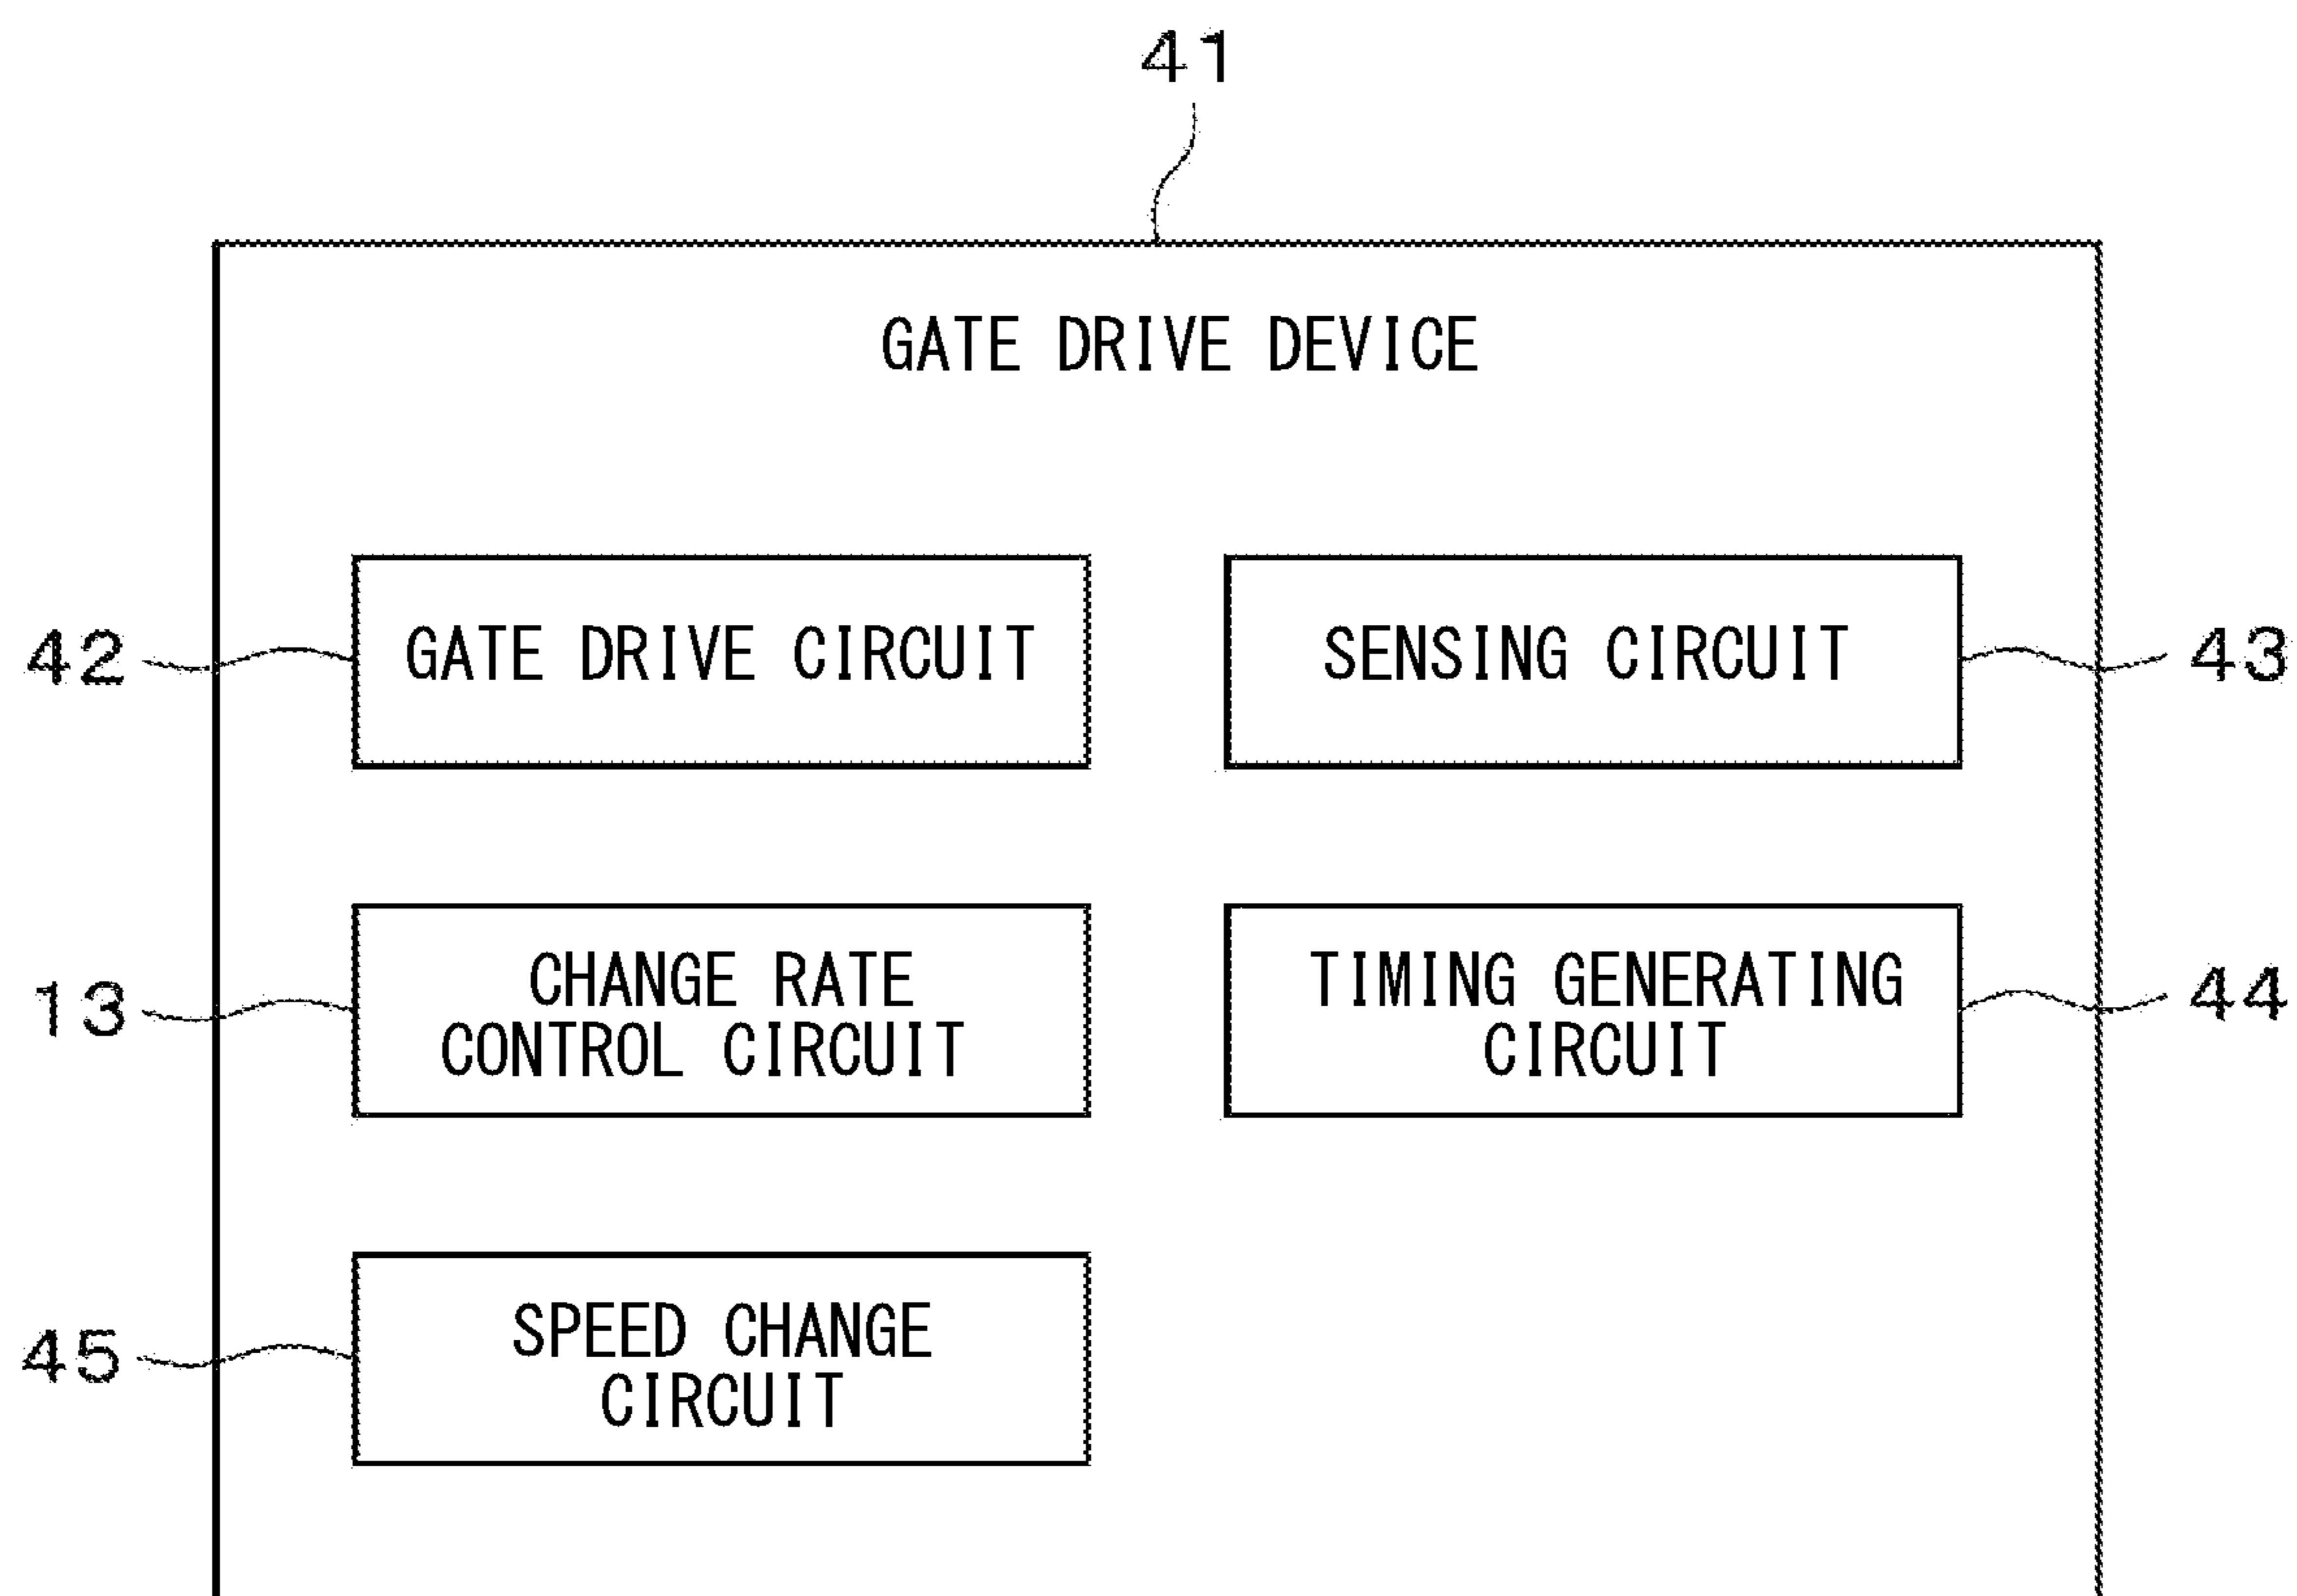 41
GATE DRIVE DEVICE
42
GATE DRIVE CIRCUIT
SENSING CIRCUIT
43
13
CHANGE RATE
CONTROL CIRCUIT
TIMING GENERATING
CIRCUIT
44
45
SPEED CHANGE
CIRCUIT